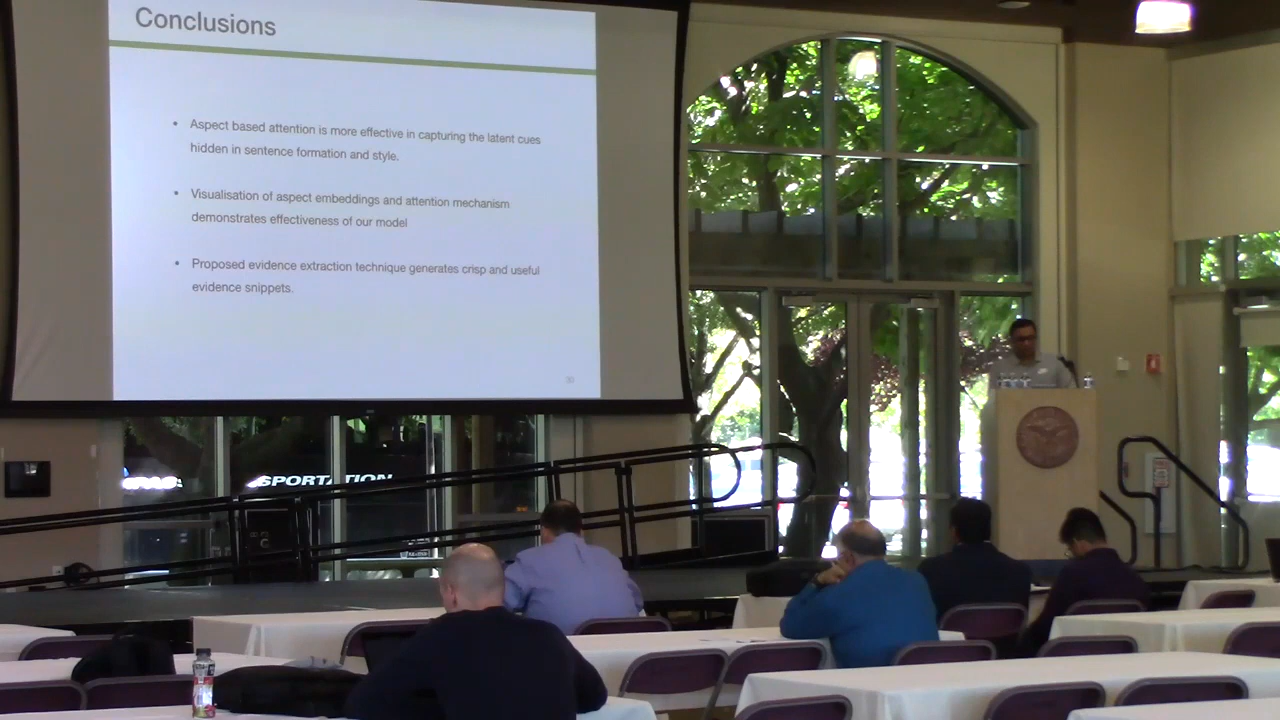 Conclusions
• Aspect based attention is more effective in capturing the latent cues
hidden in sentence formation and style.
• Visualisation of aspect embeddings and attention mechanism
demonstrates effectiveness of our model
• Proposed evidence extraction technique generates crisp and useful
evidence snippets.
30
SPORTATION